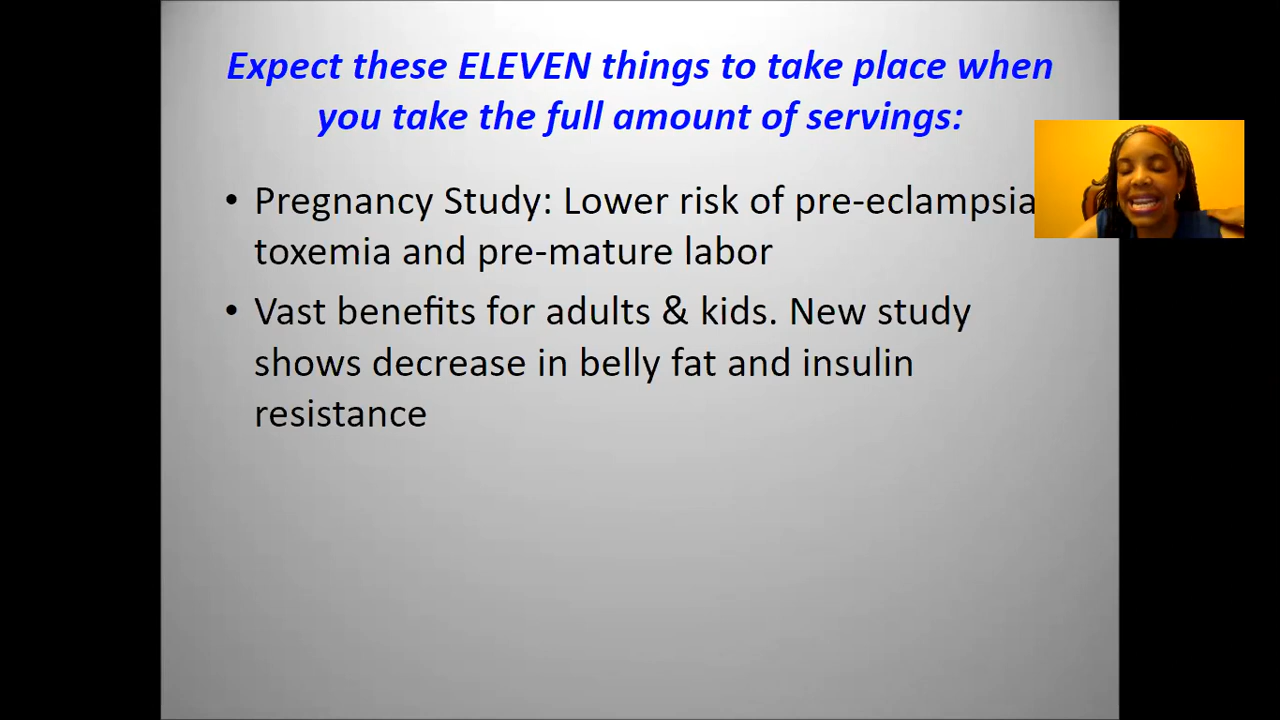 Expect these ELEVEN things to take place when
you take the full amount of servings:
• Pregnancy Study: Lower risk of pre-eclampsia
toxemia and pre-mature labor
• Vast benefits for adults & kids. New study
shows decrease in belly fat and insulin
resistance